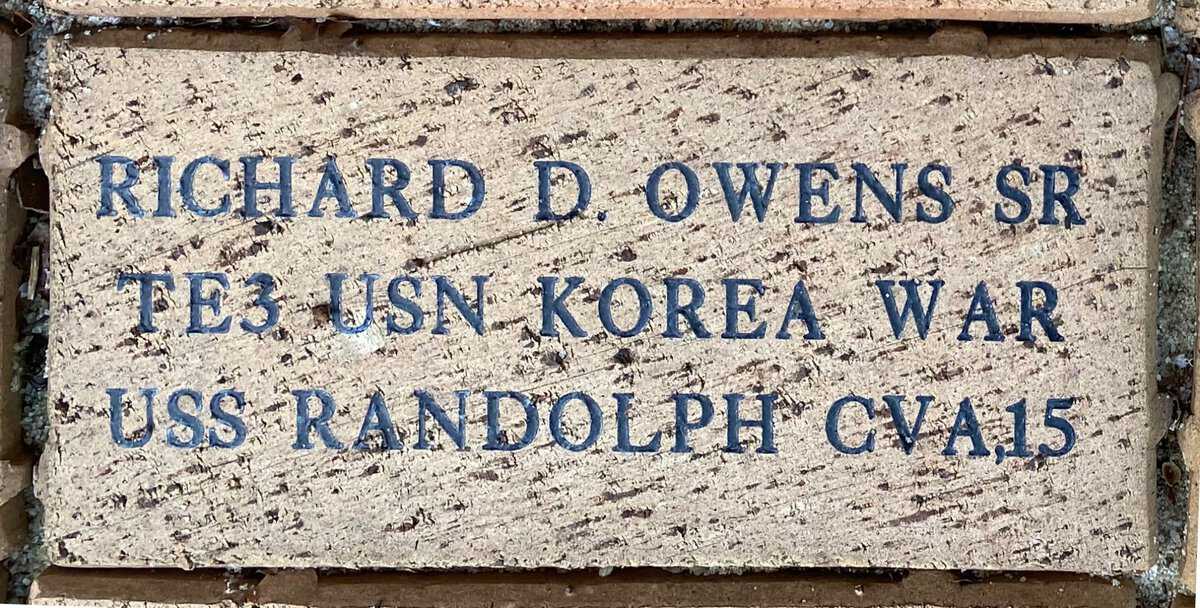 RICHARD D. OWENS SR
TE3 USN KOREA WAR
USS RANDOLPH CVA,15